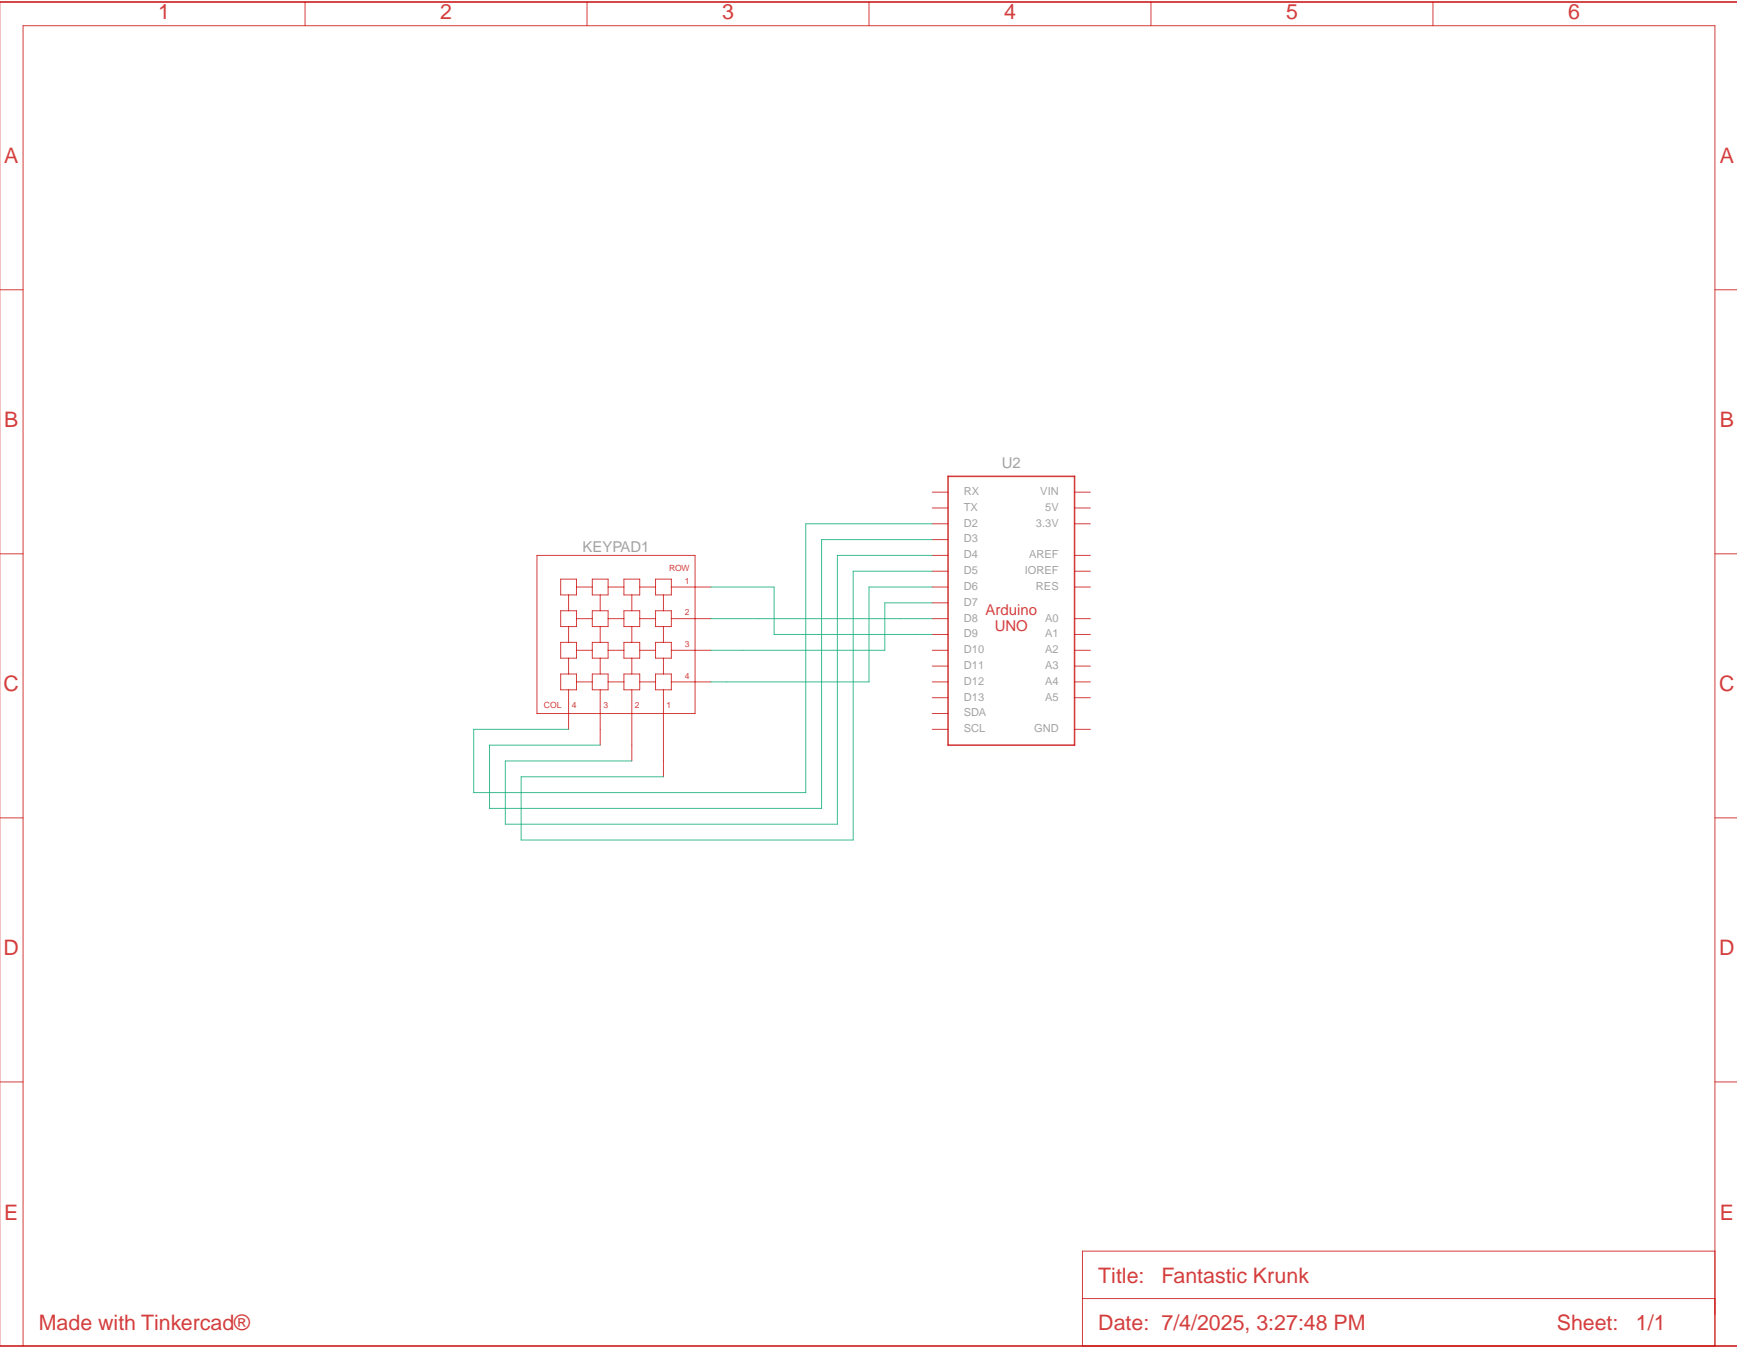 1 2 3 4 5 6
A A
B B
U2
RX VIN
TX 5V
D2 3.3V
D3
KEYPAD1
D4 AREF
ROW
D5 IOREF
1
D6 RES
D7
Arduino
2
D8 A0
UNO
D9 A1
3
D10 A2
D11 A3
4
D12 A4
C C
D13 A5
COL 4 3 2 1
SDA
SCL GND
D D
E E
Title: Fantastic Krunk
Made with Tinkercad®
Date: 7/4/2025, 3:27:48 PM Sheet: 1/1